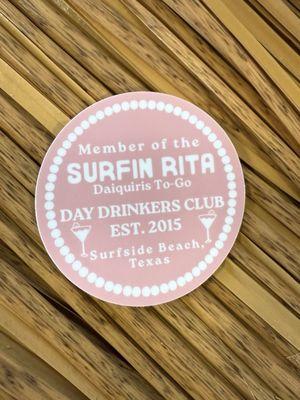 Member of the
SURFIN RITA
Daiquiris To-Go
DAY DRINKERS CLUB
EST. 2015
Surfside Beach,
Texas